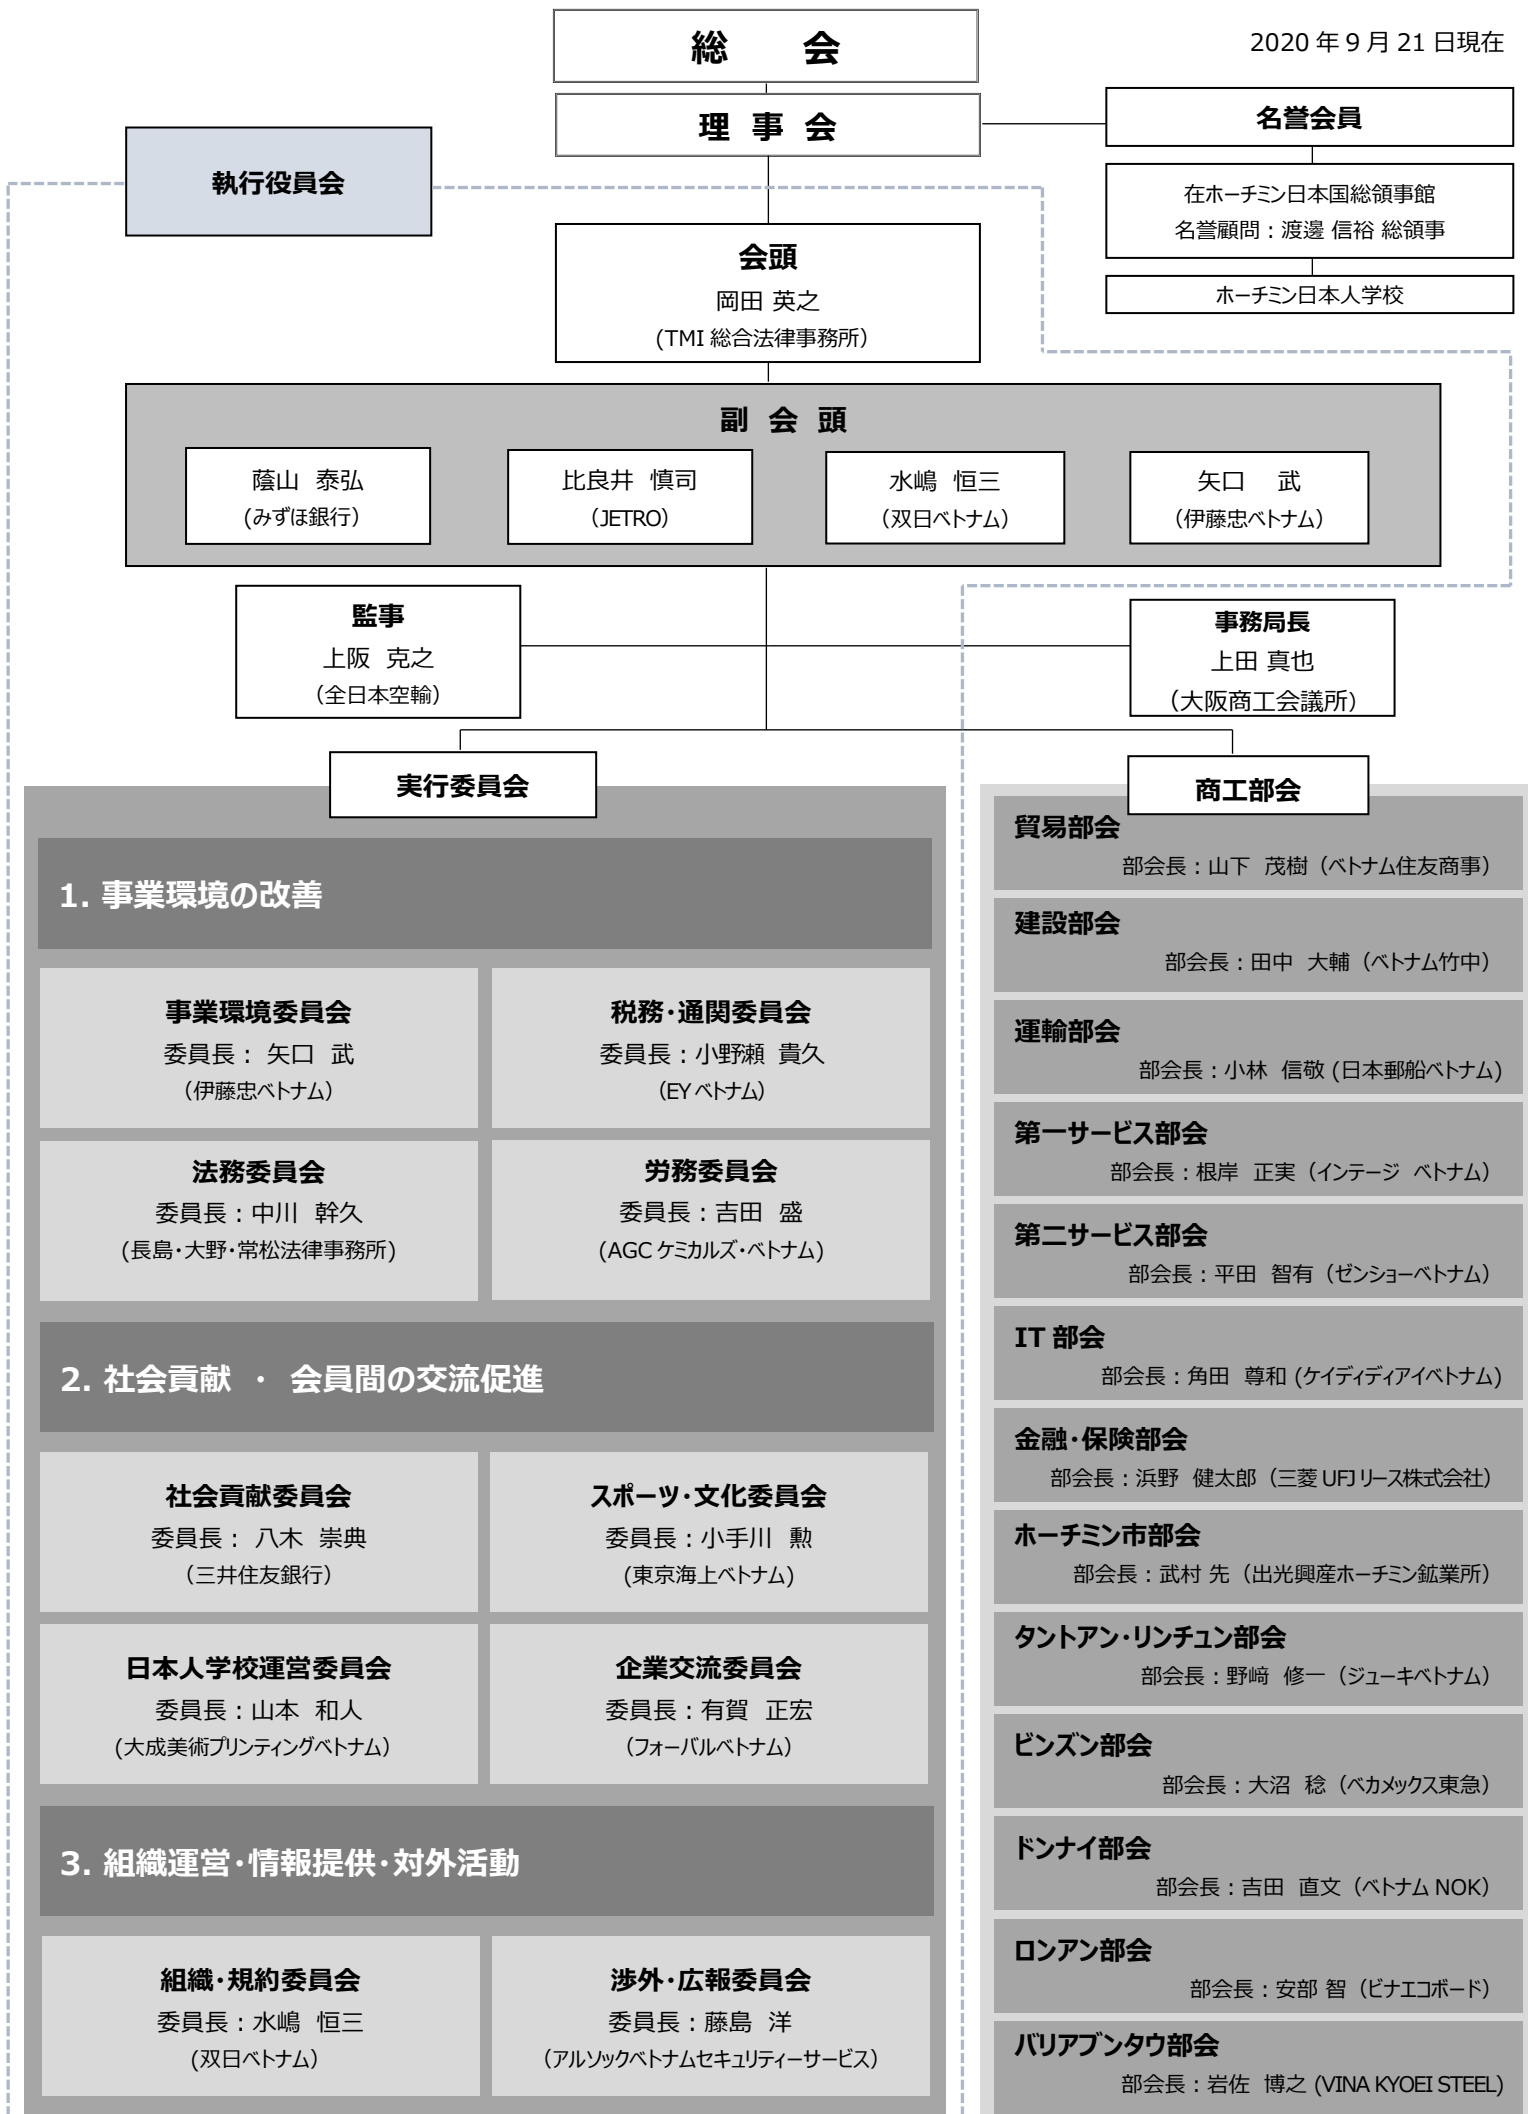 2020 年 9 月 21 日現在
総 会
理 事 会
名誉会員
在ホーチミン日本国総領事館
名誉顧問：渡邊 信裕 総領事
ホーチミン日本人学校
執行役員会
会頭
岡田 英之
(TMI 総合法律事務所）
副 会 頭
蔭山 泰弘
(みずほ銀行）
比良井 慎司
（JETRO）
水嶋 恒三
（双日ベトナム）
矢口 武
（伊藤忠ベトナム）
監事
上阪 克之
（全日本空輸）
事務局長
上田 真也
（大阪商工会議所）
実行委員会
1. 事業環境の改善
事業環境委員会
委員長： 矢口 武
（伊藤忠ベトナム）
税務・通関委員会
委員長：小野瀬 貴久
（EY ベトナム）
法務委員会
委員長：中川 幹久
(長島・大野・常松法律事務所)
労務委員会
委員長：吉田 盛
(AGC ケミカルズ・ベトナム)
2. 社会貢献 ・ 会員間の交流促進
社会貢献委員会
委員長： 八木 崇典
（三井住友銀行）
スポーツ・文化委員会
委員長：小手川 勲
(東京海上ベトナム)
日本人学校運営委員会
委員長：山本 和人
(大成美術プリンティングベトナム）
企業交流委員会
委員長：有賀 正宏
（フォーバルベトナム）
3. 組織運営・情報提供・対外活動
組織・規約委員会
委員長：水嶋 恒三
(双日ベトナム）
渉外・広報委員会
委員長：藤島 洋
（アルソックベトナムセキュリティーサービス）
商工部会
貿易部会
部会長：山下 茂樹（ベトナム住友商事）
建設部会
部会長：田中 大輔（ベトナム竹中）
運輸部会
部会長：小林 信敬 (日本郵船ベトナム)
第一サービス部会
部会長：根岸 正実（インテージ ベトナム）
第二サービス部会
部会長：平田 智有（ゼンショーベトナム）
IT 部会
部会長：角田 尊和 (ケイディディアイベトナム)
金融・保険部会
部会長：浜野 健太郎（三菱 UFJ リース株式会社）
ホーチミン市部会
部会長：武村 先（出光興産ホーチミン鉱業所）
タントアン・リンチュン部会
部会長：野﨑 修一（ジューキベトナム）
ビンズン部会
部会長：大沼 稔（ベカメックス東急）
ドンナイ部会
部会長：吉田 直文（ベトナム NOK）
ロンアン部会
部会長：安部 智（ビナエコボード）
バリアブンタウ部会
部会長：岩佐 博之 (VINA KYOEI STEEL)